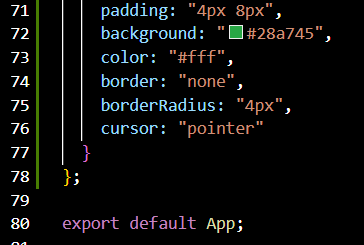 71 padding: "4px 8px",
72 background: "#28a745",
73 color: "#fff",
74 border: "none",
75 borderRadius: "4px",
76 cursor: "pointer"
77 }
78 };
79
80 export default App;